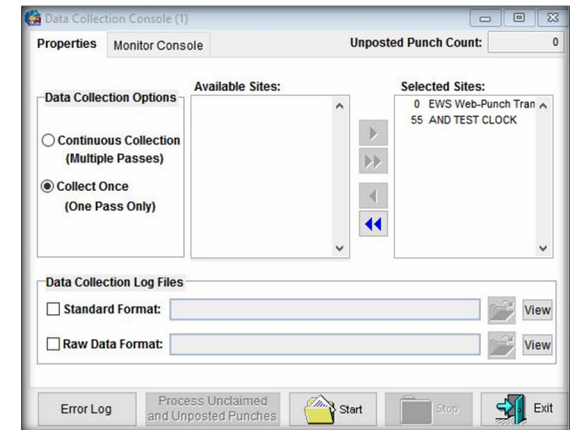 Data Collection Console (1)
Properties
Monitor Console
Unposted Punch Count:
0
Data Collection Options
Continuous Collection
(Multiple Passes)
Collect Once
(One Pass Only)
Available Sites:
Selected Sites:
0 EWS Web-Punch Tran
55 AND TEST CLOCK
Data Collection Log Files
Standard Format:
View
Raw Data Format:
View
Error Log
Process Unclaimed
and Unposted Punches
Start
Stop
Exit